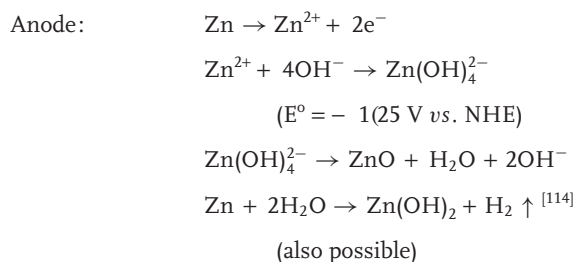 Anode: Zn → Zn²⁺ + 2e⁻
Zn²⁺ + 4OH⁻ → Zn(OH)₄²⁻
(E° = − 1(25 V vs. NHE)
Zn(OH)₄²⁻ → ZnO + H₂O + 2OH⁻
Zn + 2H₂O → Zn(OH)₂ + H₂ ↑ [114]
(also possible)